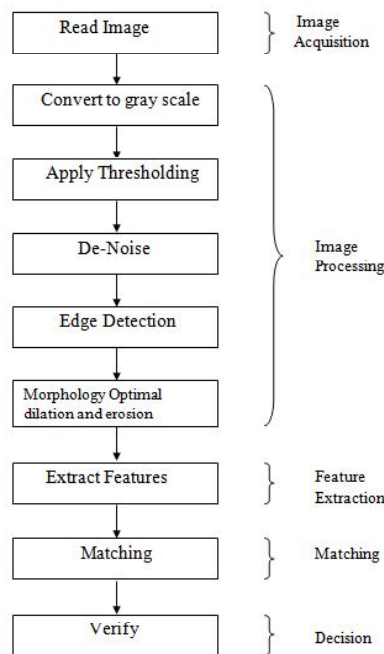 Read Image
Image
Acquisition
Convert to gray scale
Apply Thresholding
De-Noise
Image
Processing
Edge Detection
Morphology Optimal
dilation and erosion
Extract Features
Feature
Extraction
Matching
Matching
Verify
Decision